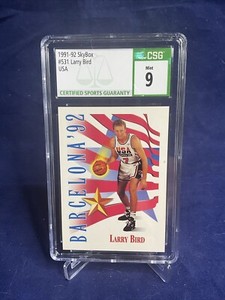 1991-92 SkyBox
#531 Larry Bird
USA
CSG
Mint
9
CERTIFIED SPORTS GUARANTY
BARCELONA '92
USA
LARRY BIRD